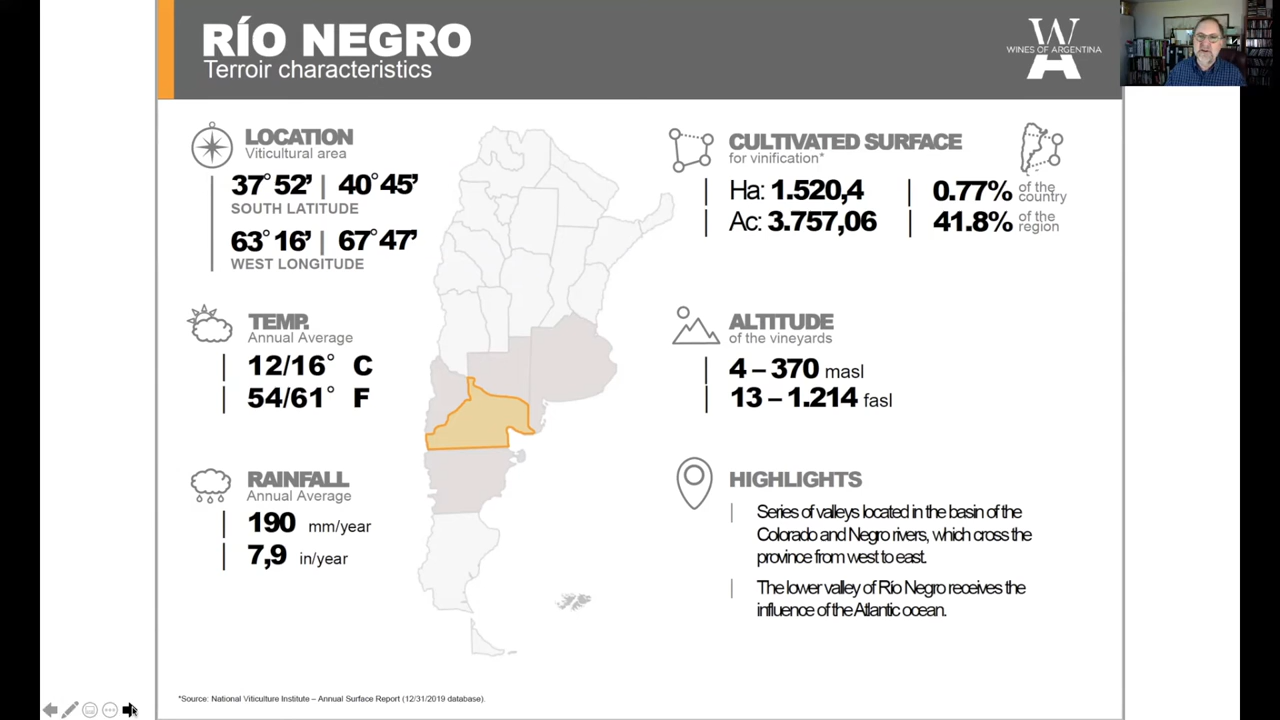 RÍO NEGRO
Terroir characteristics
WINES OF ARGENTINA
LOCATION
Viticultural area
37° 52’ | 40° 45’
SOUTH LATITUDE
63° 16’ | 67° 47’
WEST LONGITUDE
TEMP.
Annual Average
12/16° C
54/61° F
RAINFALL
Annual Average
190 mm/year
7,9 in/year
CULTIVATED SURFACE
for vinification*
Ha: 1.520,4 | 0.77% of the country
Ac: 3.757,06 | 41.8% of the region
ALTITUDE
of the vineyards
4 – 370 masl
13 – 1.214 fasl
HIGHLIGHTS
Series of valleys located in the basin of the
Colorado and Negro rivers, which cross the
province from west to east.
The lower valley of Río Negro receives the
influence of the Atlantic ocean.
*Source: National Viticulture Institute – Annual Surface Report (12/31/2019 database).